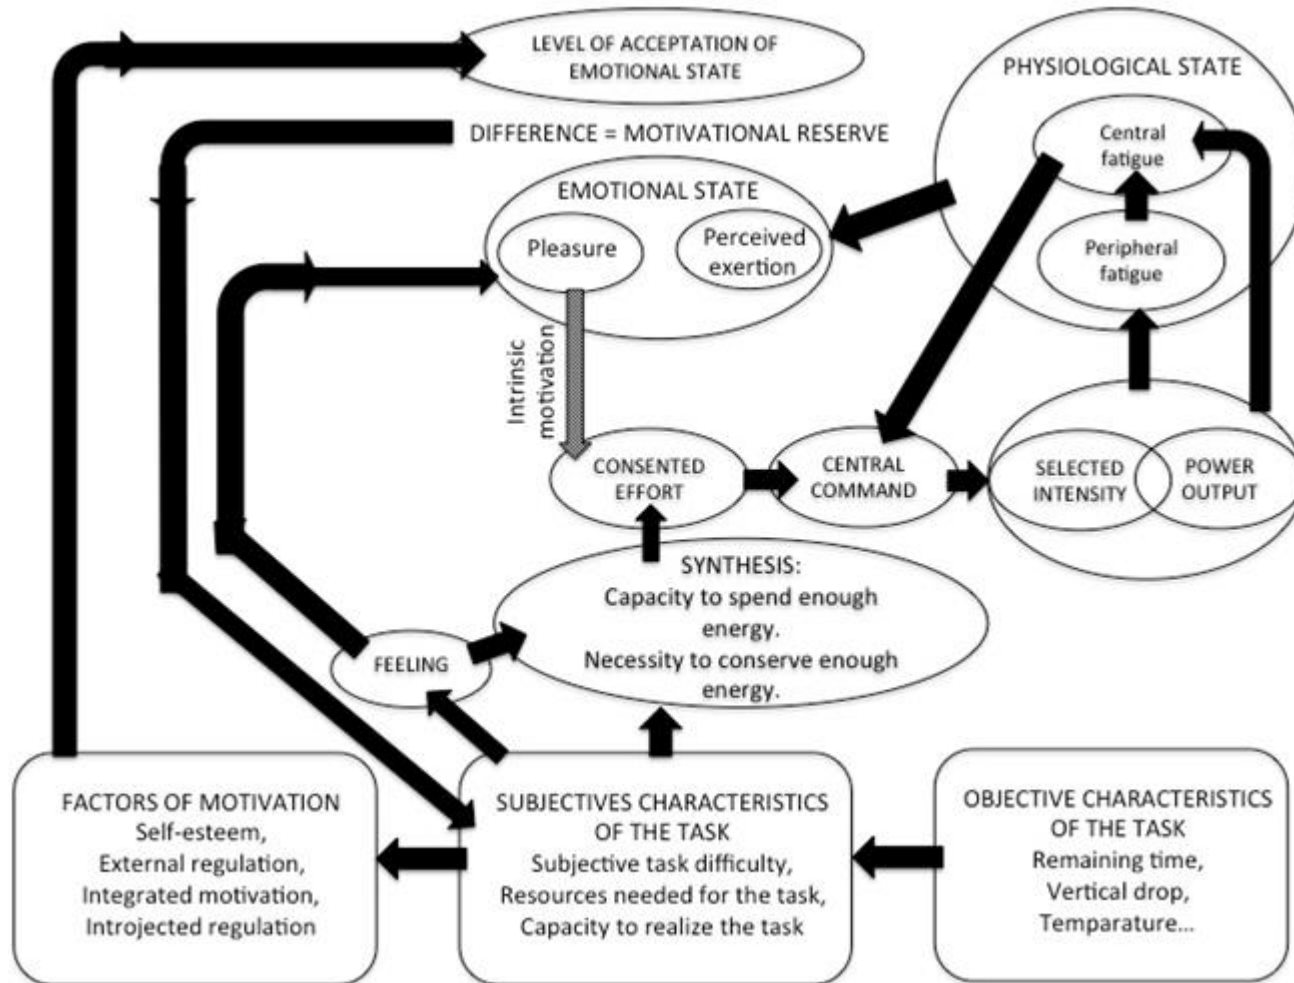 LEVEL OF ACCEPTATION OF
EMOTIONAL STATE
DIFFERENCE = MOTIVATIONAL RESERVE
EMOTIONAL STATE
Pleasure
Perceived
exertion
PHYSIOLOGICAL STATE
Central
fatigue
Peripheral
fatigue
Intrinsic
motivation
CONSENTED
EFFORT
CENTRAL
COMMAND
SELECTED
INTENSITY
POWER
OUTPUT
SYNTHESIS:
Capacity to spend enough
energy.
Necessity to conserve enough
energy.
FEELING
FACTORS OF MOTIVATION
Self-esteem,
External regulation,
Integrated motivation,
Introjected regulation
SUBJECTIVES CHARACTERISTICS
OF THE TASK
Subjective task difficulty,
Resources needed for the task,
Capacity to realize the task
OBJECTIVE CHARACTERISTICS
OF THE TASK
Remaining time,
Vertical drop,
Temparature...